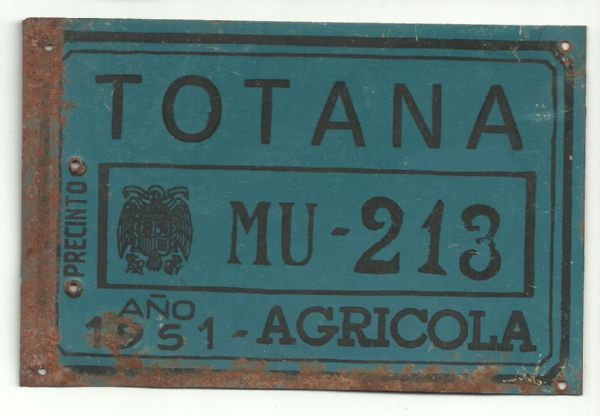 TOTANA
PRECINTO
MU-213
AÑO
1951-AGRICOLA